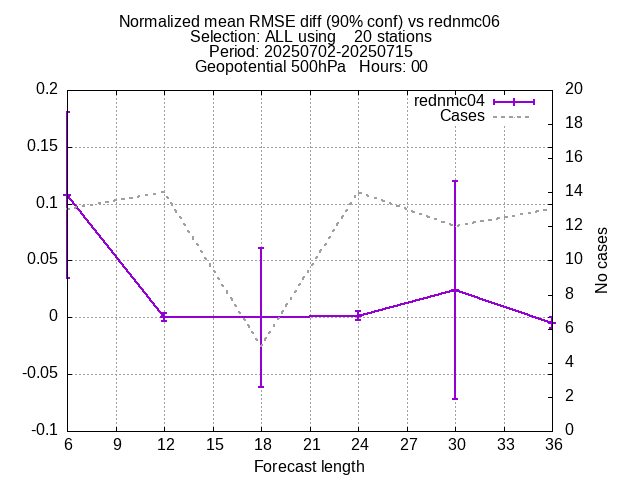 Normalized mean RMSE diff (90% conf) vs rednmc06
Selection: ALL using    20 stations
Period: 20250702-20250715
Geopotential 500hPa   Hours: 00
rednmc04
Cases
0.2
0.15
0.1
0.05
0
-0.05
-0.1
20
18
16
14
12
10
8
6
4
2
0
No cases
6 9 12 15 18 21 24 27 30 33 36
Forecast length